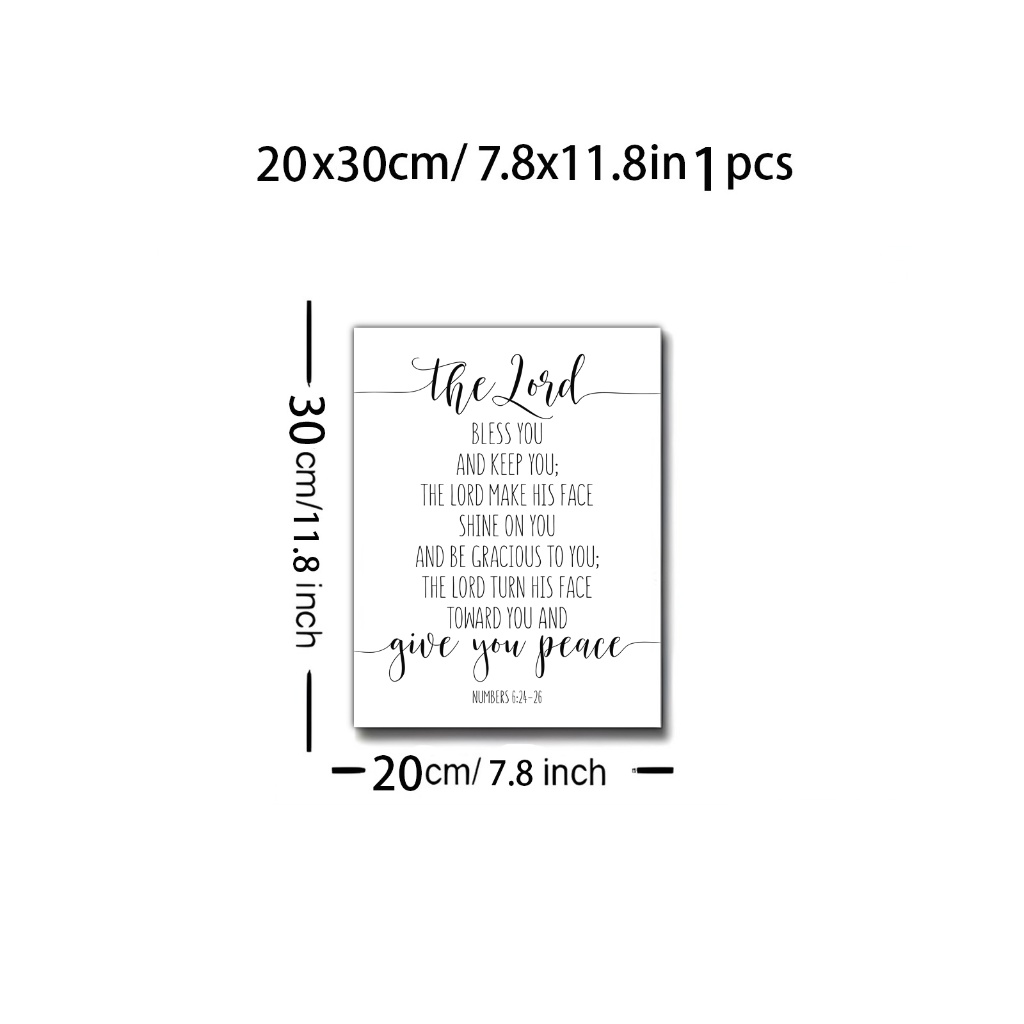 20x30cm/ 7.8x11.8in 1 pcs
30cm/11.8 inch
the Lord
BLESS YOU
AND KEEP YOU;
THE LORD MAKE HIS FACE
SHINE ON YOU
AND BE GRACIOUS TO YOU;
THE LORD TURN HIS FACE
TOWARD YOU AND
give you peace
NUMBERS 6:24-26
20cm/ 7.8 inch